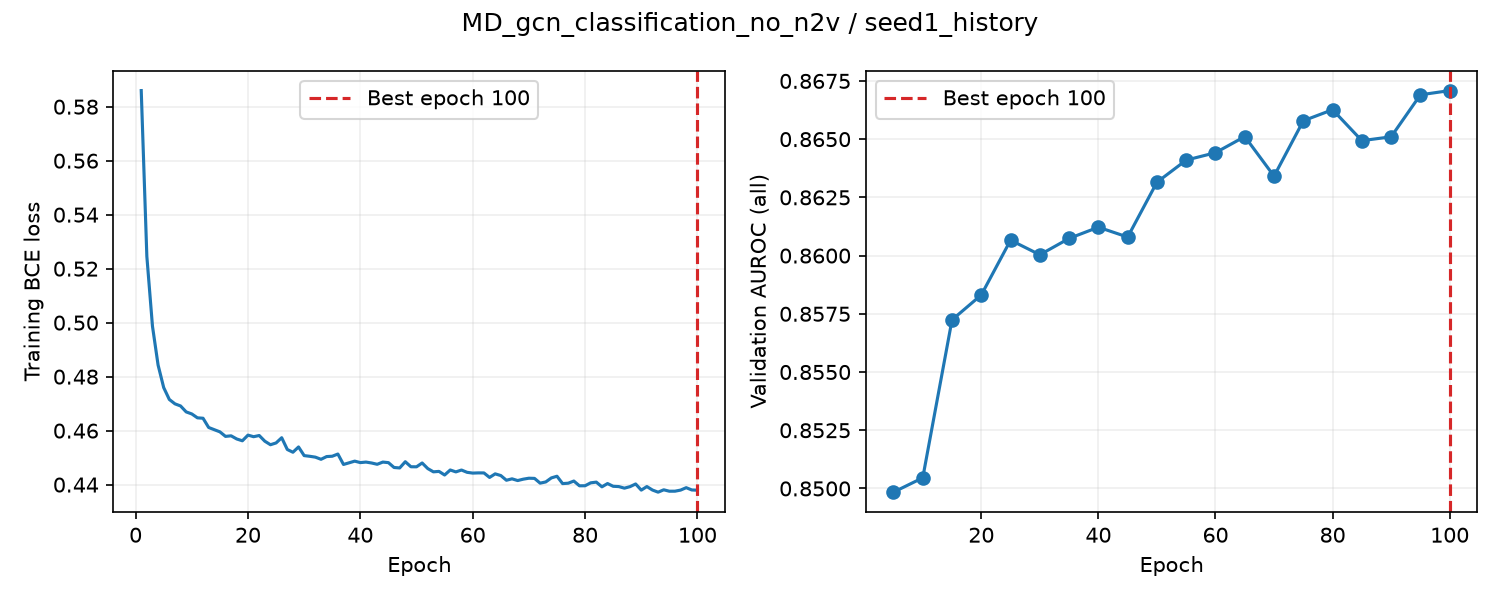 MD_gcn_classification_no_n2v / seed1_history
Training BCE loss
0.58
0.56
0.54
0.52
0.50
0.48
0.46
0.44
Best epoch 100
0 20 40 60 80 100
Epoch
Validation AUROC (all)
0.8675
0.8650
0.8625
0.8600
0.8575
0.8550
0.8525
0.8500
Best epoch 100
20 40 60 80 100
Epoch